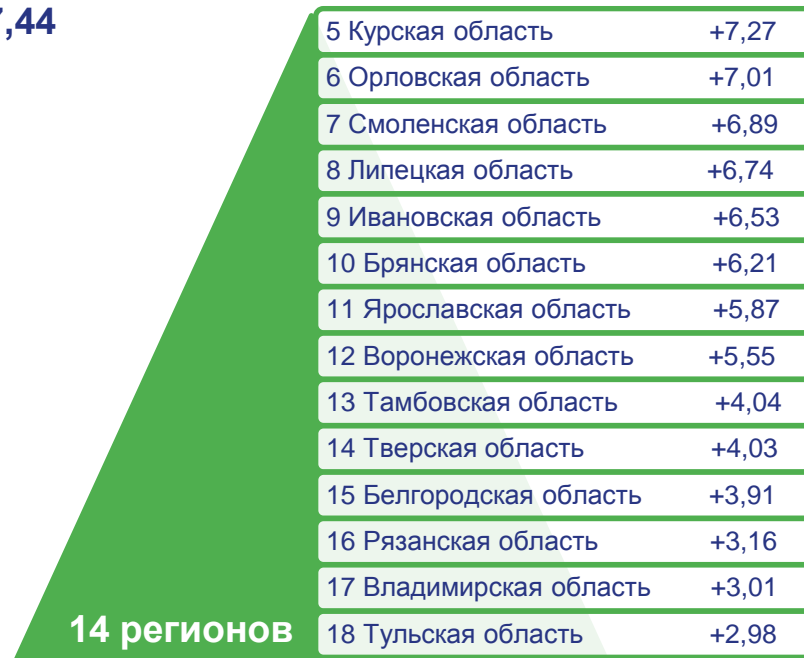 7,44
5 Курская область +7,27
6 Орловская область +7,01
7 Смоленская область +6,89
8 Липецкая область +6,74
9 Ивановская область +6,53
10 Брянская область +6,21
11 Ярославская область +5,87
12 Воронежская область +5,55
13 Тамбовская область +4,04
14 Тверская область +4,03
15 Белгородская область +3,91
16 Рязанская область +3,16
17 Владимирская область +3,01
14 регионов 18 Тульская область +2,98